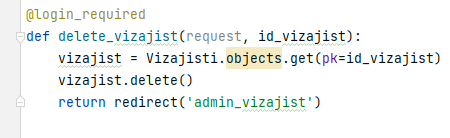 @login_required
def delete_vizajist(request, id_vizajist):
    vizajist = Vizajisti.objects.get(pk=id_vizajist)
    vizajist.delete()
    return redirect('admin_vizajist')